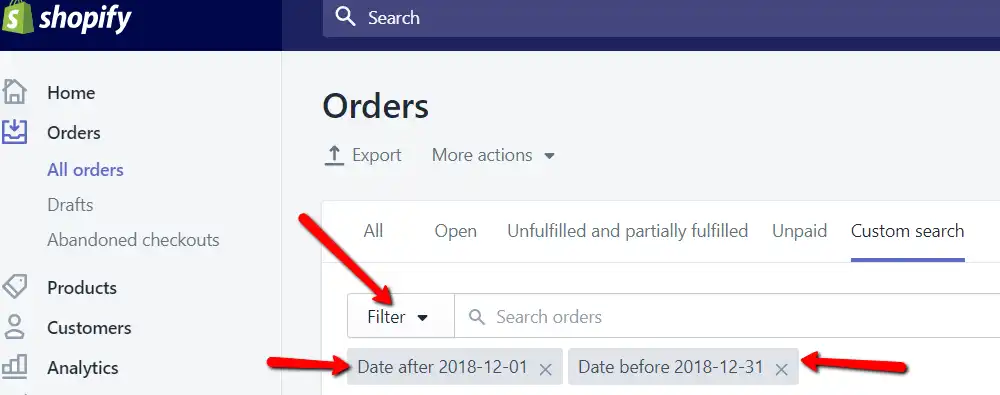 shopify
Search
Home
Orders
All orders
Drafts
Abandoned checkouts
Products
Customers
Analytics
Orders
Export More actions
All Open Unfulfilled and partially fulfilled Unpaid Custom search
Filter Search orders
Date after 2018-12-01 Date before 2018-12-31